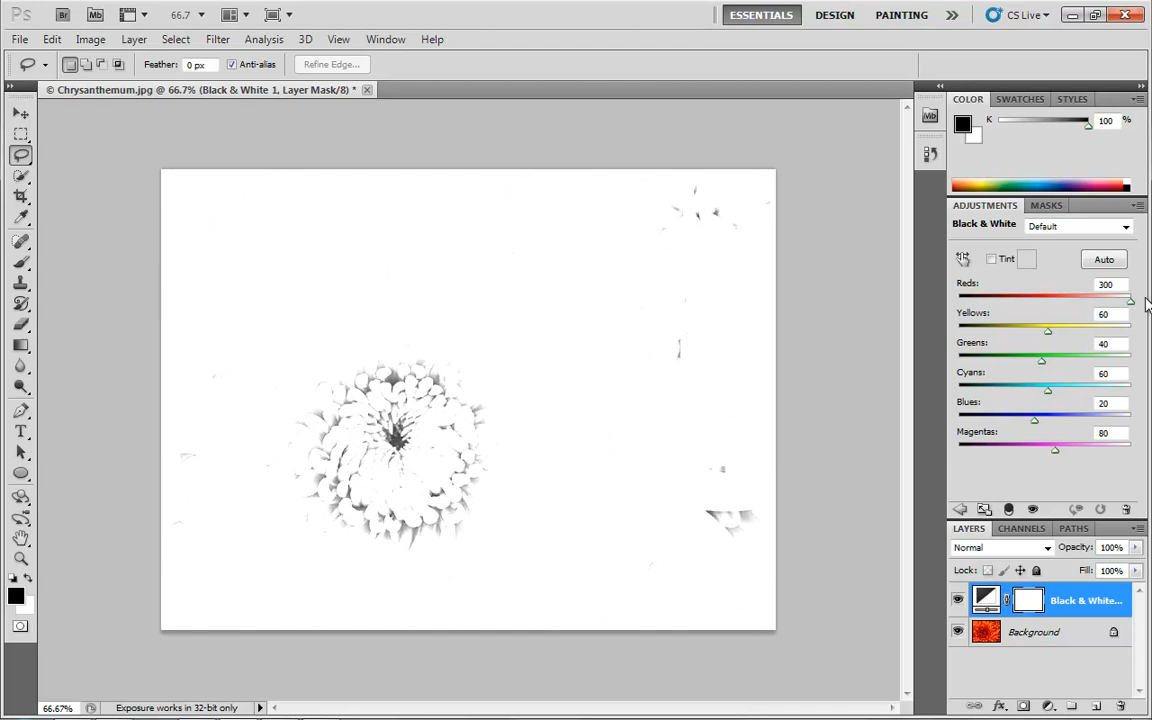 Ps Br Mb 66.7 ESSENTIALS DESIGN PAINTING CS Live
File Edit Image Layer Select Filter Analysis 3D View Window Help
Feather: 0 px Anti-alias Refine Edge...
© Chrysanthemum.jpg @ 66.7% (Black & White 1, Layer Mask/8) *
COLOR SWATCHES STYLES
Mb
K 100 %
ADJUSTMENTS MASKS
Black & White Default
Tint Auto
Reds: 300
Yellows: 60
Greens: 40
Cyans: 60
Blues: 20
Magentas: 80
T
LAYERS CHANNELS PATHS
Normal Opacity: 100%
Lock: Fill: 100%
Black & White...
Background
66.67% Exposure works in 32-bit only
fx